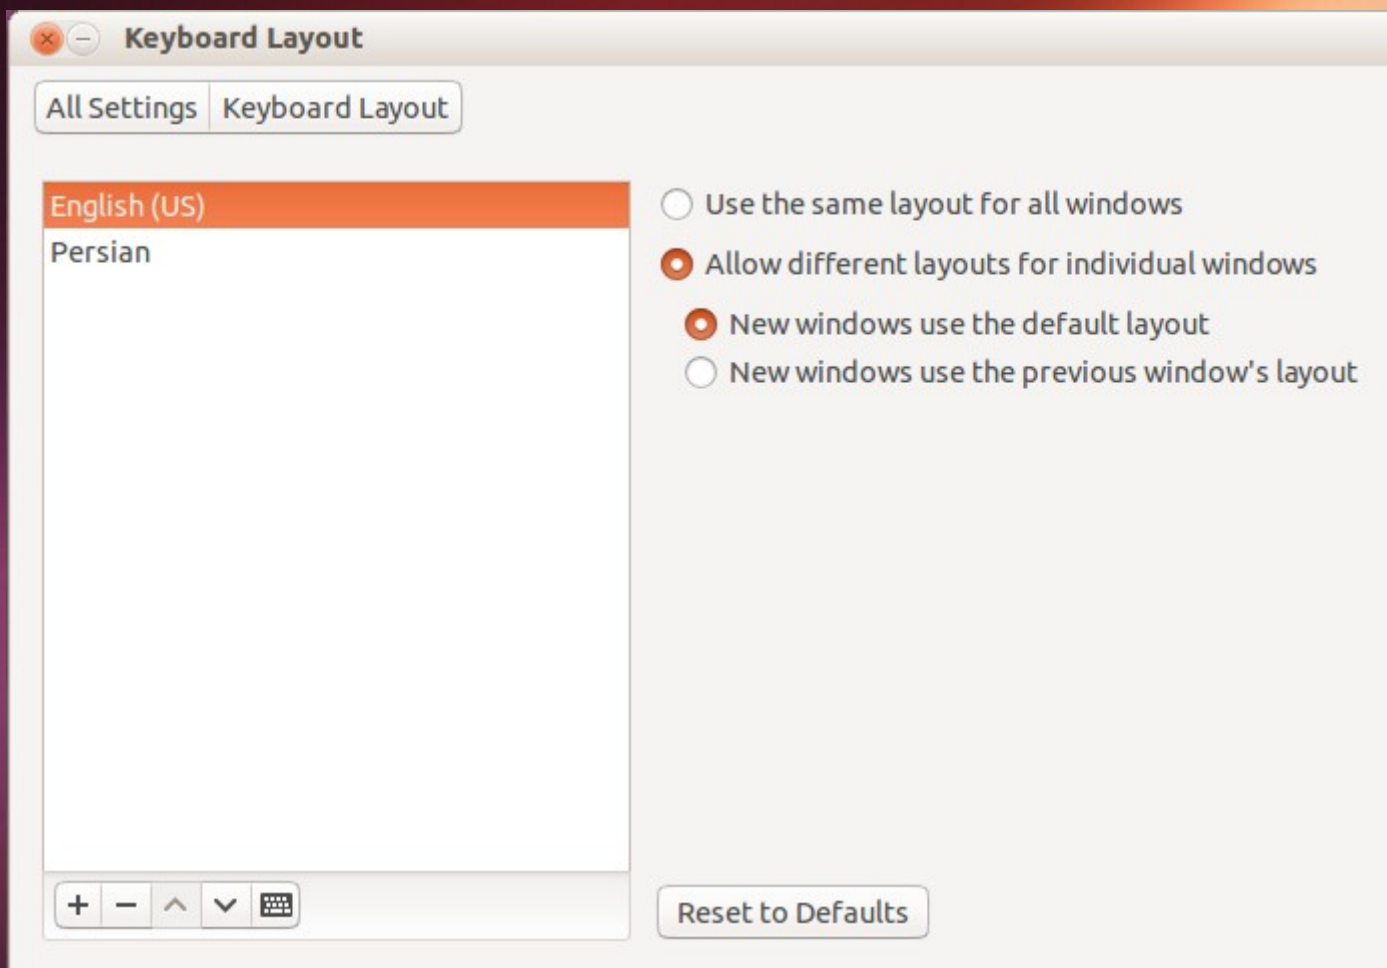 Keyboard Layout
All Settings Keyboard Layout
English (US)
Persian
Use the same layout for all windows
Allow different layouts for individual windows
New windows use the default layout
New windows use the previous window's layout
Reset to Defaults